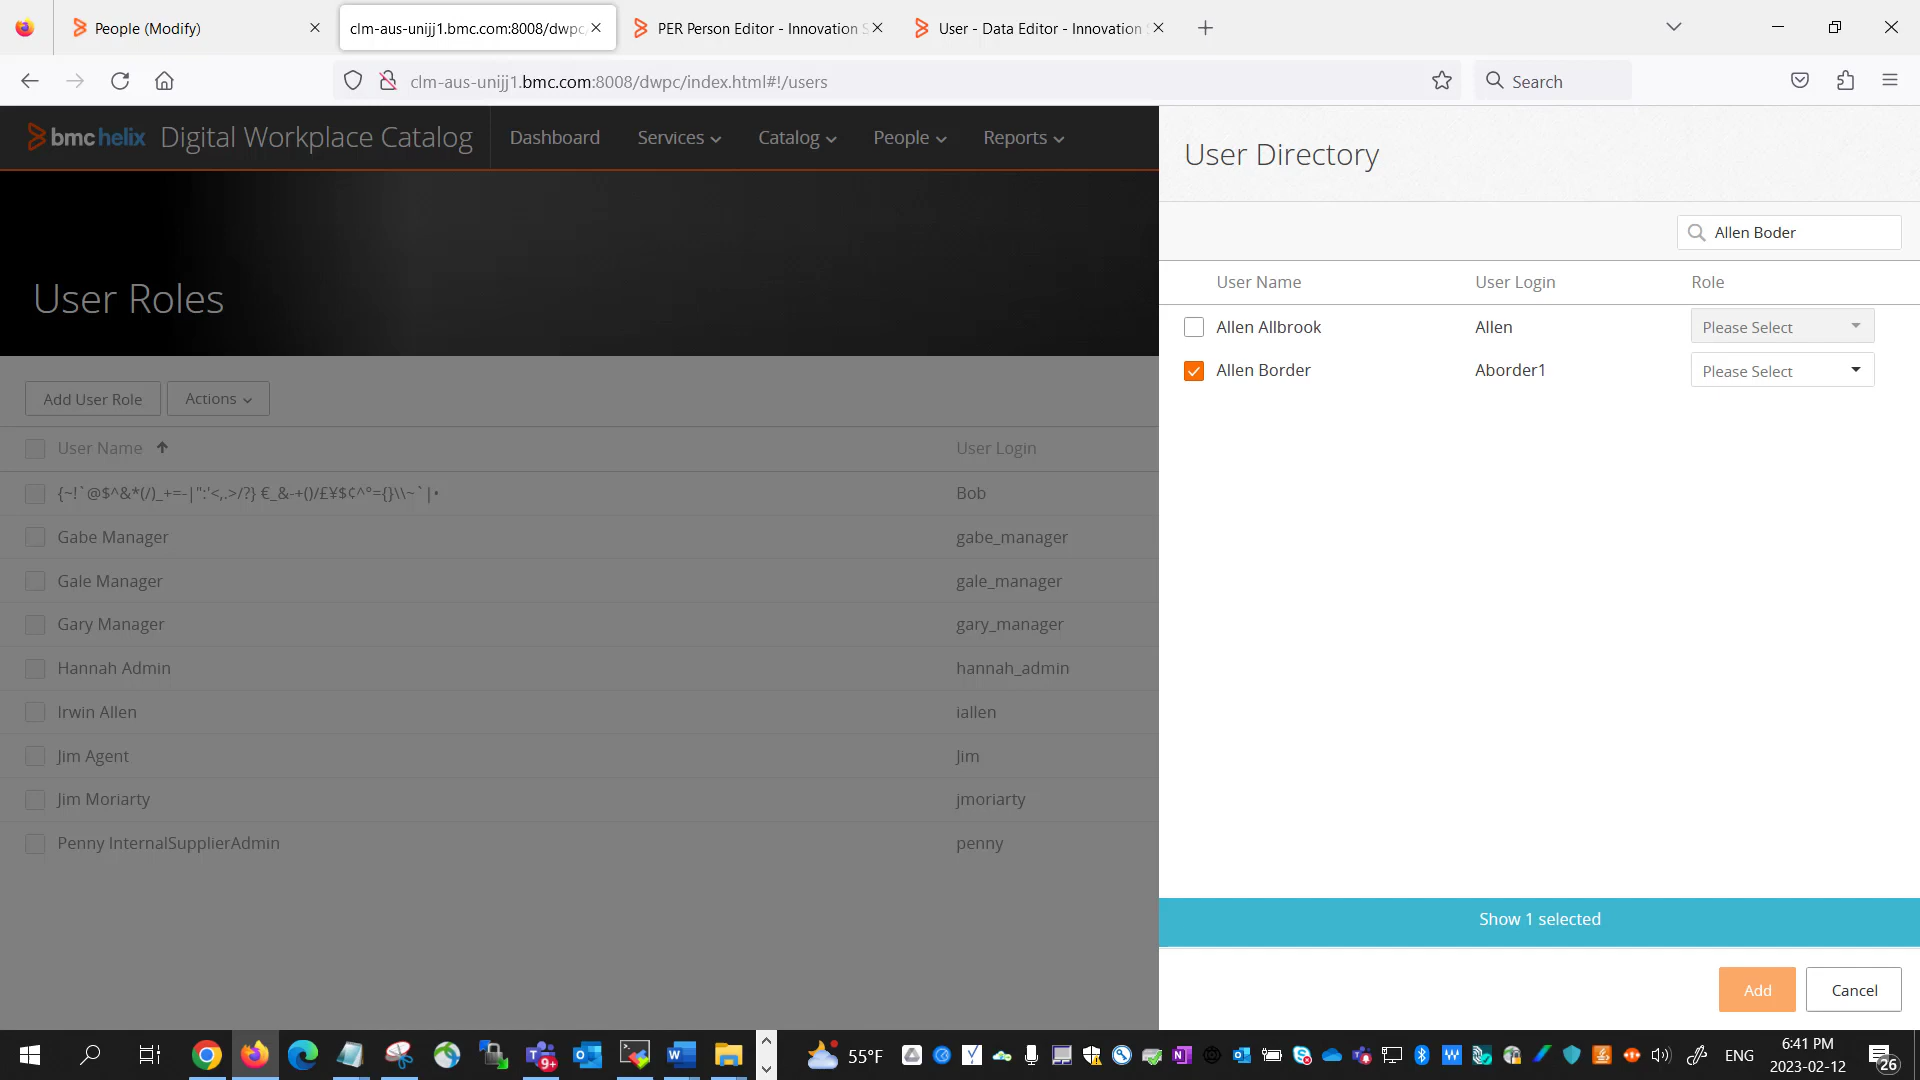 People (Modify)
clm-aus-unijj1.bmc.com:8008/dwpc/
PER Person Editor - Innovation S
User - Data Editor - Innovation S
clm-aus-unijj1.bmc.com:8008/dwpc/index.html#!/users
Search
bmc helix Digital Workplace Catalog
Dashboard
Services
Catalog
People
Reports
User Directory
Allen Boder
User Name User Login Role
Allen Allbrook Allen Please Select
Allen Border Aborder1 Please Select
Show 1 selected
Add
Cancel
User Roles
Add User Role
Actions
User Name User Login
{~!`@$^&*(/)_+=-|":'<,.>/?} €_&-+()/£¥$¢^°={}\\~`|• Bob
Gabe Manager gabe_manager
Gale Manager gale_manager
Gary Manager gary_manager
Hannah Admin hannah_admin
Irwin Allen iallen
Jim Agent Jim
Jim Moriarty jmoriarty
Penny InternalSupplierAdmin penny
9+
55°F
ENG
6:41 PM
2023-02-12
26